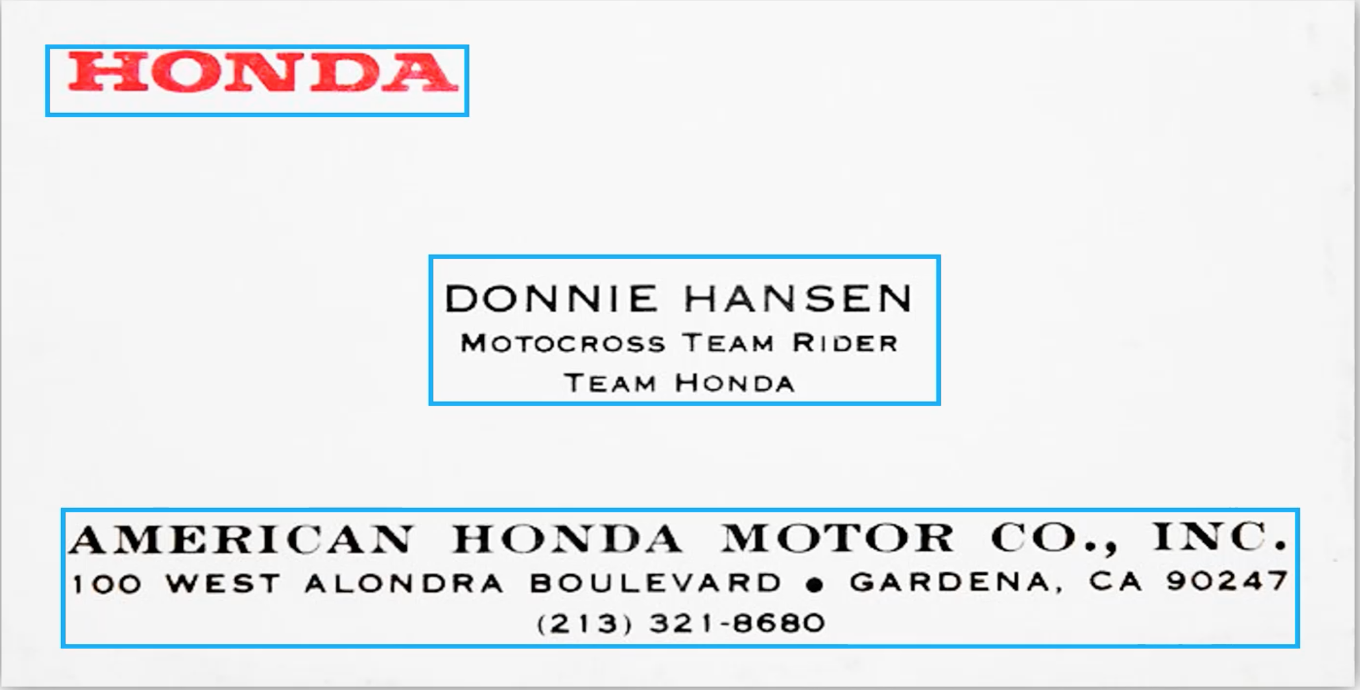 HONDA
DONNIE HANSEN
MOTOCROSS TEAM RIDER
TEAM HONDA
AMERICAN HONDA MOTOR CO., INC.
100 WEST ALONDRA BOULEVARD ● GARDENA, CA 90247
(213) 321-8680